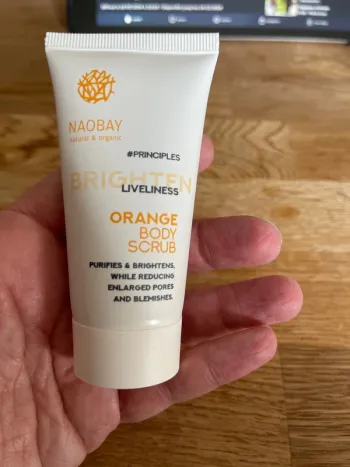 NAOBAY
natural & organic
#PRINCIPLES
BRIGHTEN
LIVELINESS
ORANGE
BODY
SCRUB
PURIFIES & BRIGHTENS,
WHILE REDUCING
ENLARGED PORES
AND BLEMISHES.